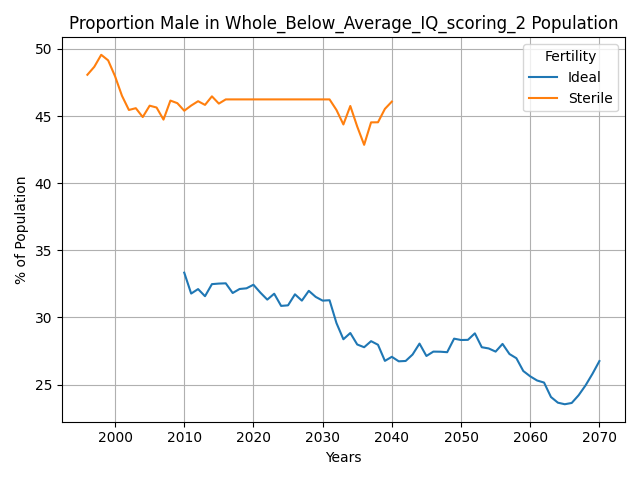 Proportion Male in Whole_Below_Average_IQ_scoring_2 Population
Fertility
Ideal
Sterile
% of Population
50
45
40
35
30
25
2000
2010
2020
2030
2040
2050
2060
2070
Years